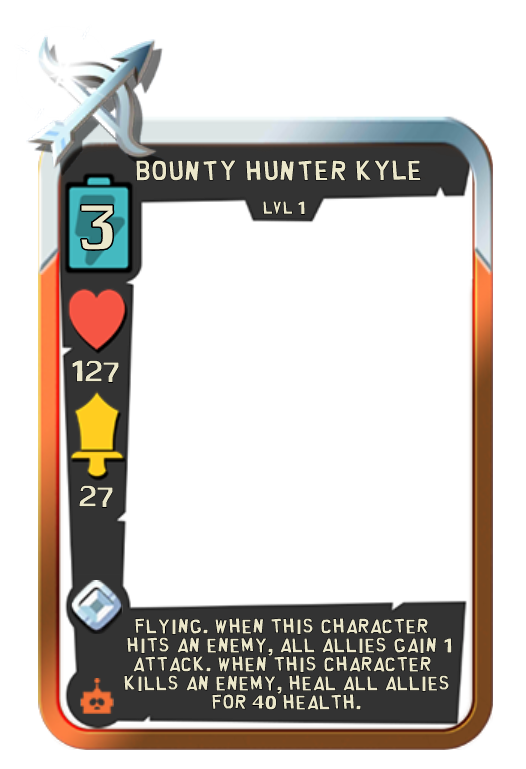 BOUNTY HUNTER KYLE
LVL 1
3
127
27
FLYING. WHEN THIS CHARACTER
HITS AN ENEMY, ALL ALLIES GAIN 1
ATTACK. WHEN THIS CHARACTER
KILLS AN ENEMY, HEAL ALL ALLIES
FOR 40 HEALTH.